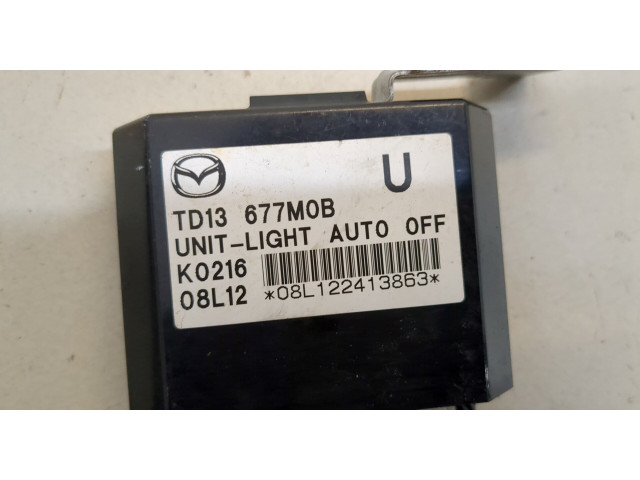 U
TD13 677M0B
UNIT-LIGHT AUTO OFF
K0216
08L12 *08L122413863*